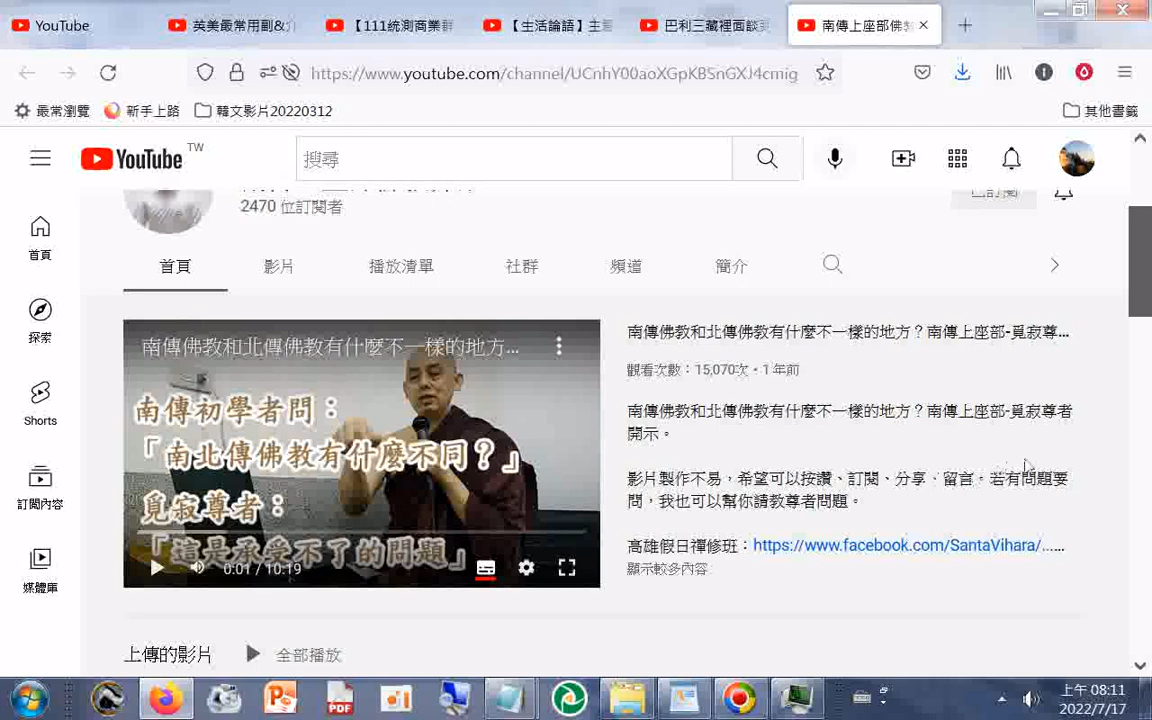 YouTube
英美最常用副&介
【111統測商業群
【生活論語】主題
巴利三藏裡面談到
南傳上座部佛教
https://www.youtube.com/channel/UCnhY00aoXGpKBSnGXJ4cmig
最常瀏覽
新手上路
韓文影片20220312
其他書籤
YouTube TW
搜尋
2470 位訂閱者
已訂閱
首頁
探索
Shorts
訂閱內容
媒體庫
首頁 影片 播放清單 社群 頻道 簡介
南傳佛教和北傳佛教有什麼不一樣的地方...
南傳初學者問：
「南北傳佛教有什麼不同？」
覓寂尊者：
「這是承受不了的問題」
0:01 / 10:19
南傳佛教和北傳佛教有什麼不一樣的地方？南傳上座部-覓寂尊...
觀看次數：15,070次・1 年前
南傳佛教和北傳佛教有什麼不一樣的地方？南傳上座部-覓寂尊者
開示。
影片製作不易，希望可以按讚、訂閱、分享、留言。若有問題要
問，我也可以幫你請教尊者問題。
高雄假日禪修班：https://www.facebook.com/SantaVihara/......
顯示較多內容
上傳的影片
全部播放
PDF
上午 08:11
2022/7/17